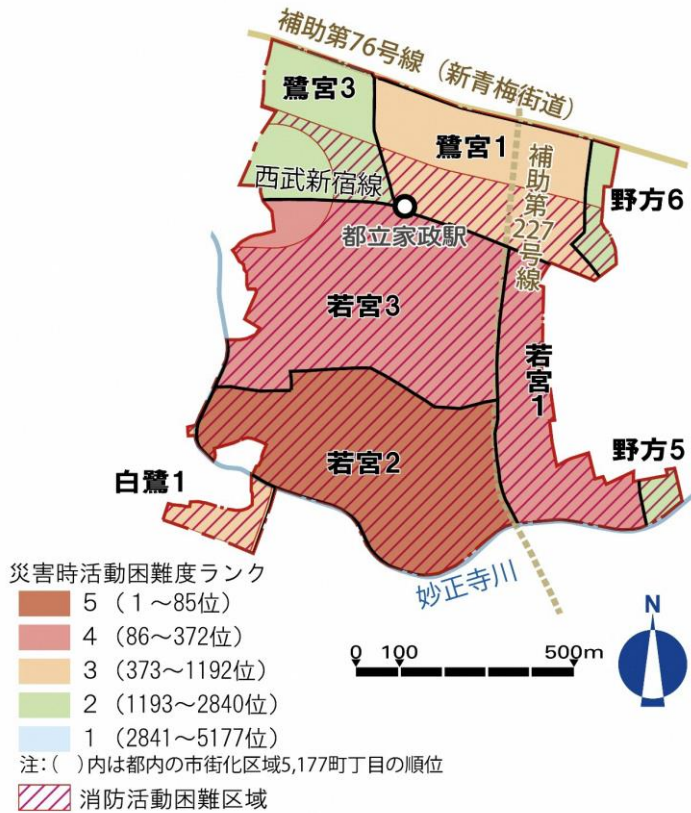 補助第76号線（新青梅街道）
鷺宮3
鷺宮1
補助第227号線
野方6
西武新宿線
都立家政駅
若宮3
若宮1
若宮2
野方5
白鷺1
妙正寺川
災害時活動困難度ランク
5（1～85位）
4（86～372位）
3（373～1192位）
2（1193～2840位）
1（2841～5177位）
注：（　）内は都内の市街化区域5,177町丁目の順位
消防活動困難区域
0 100 500m
N